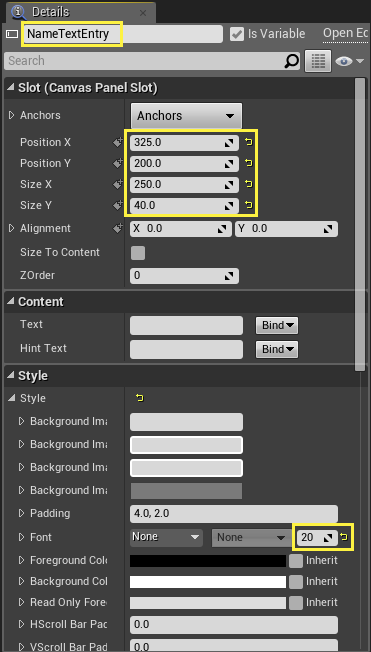 Details
NameTextEntry Is Variable Open Ed
Search
Slot (Canvas Panel Slot)
Anchors Anchors
Position X 325.0
Position Y 200.0
Size X 250.0
Size Y 40.0
Alignment X 0.0 Y 0.0
Size To Content
ZOrder 0
Content
Text Bind
Hint Text Bind
Style
Style
Background Ima
Background Ima
Background Ima
Background Ima
Padding 4.0, 2.0
Font None None 20
Foreground Colo Inherit
Background Col Inherit
Read Only Fore Inherit
HScroll Bar Pad 0.0
VScroll Bar Pad 0.0